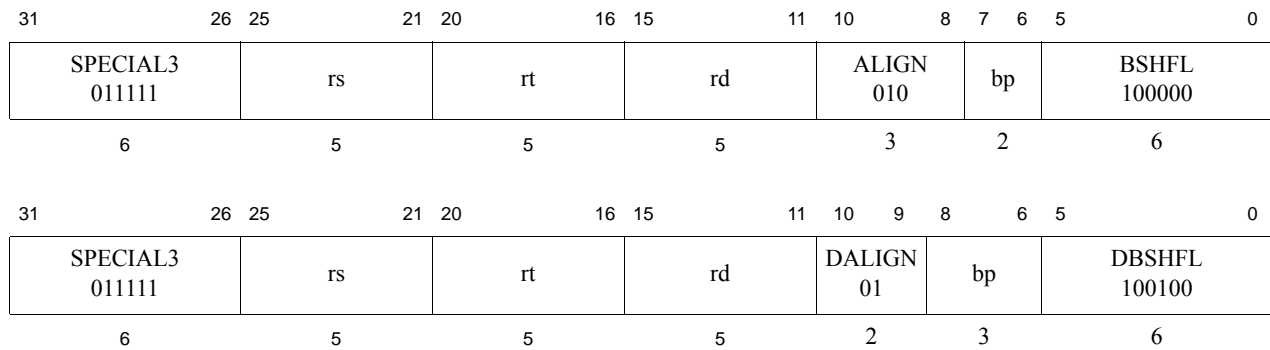 31 26 25 21 20 16 15 11 10 8 7 6 5 0
SPECIAL3 ALIGN BSHFL
rs rt rd bp
011111 010 100000
6 5 5 5 3 2 6
31 26 25 21 20 16 15 11 10 9 8 6 5 0
SPECIAL3 DALIGN DBSHFL
rs rt rd bp
011111 01 100100
6 5 5 5 2 3 6